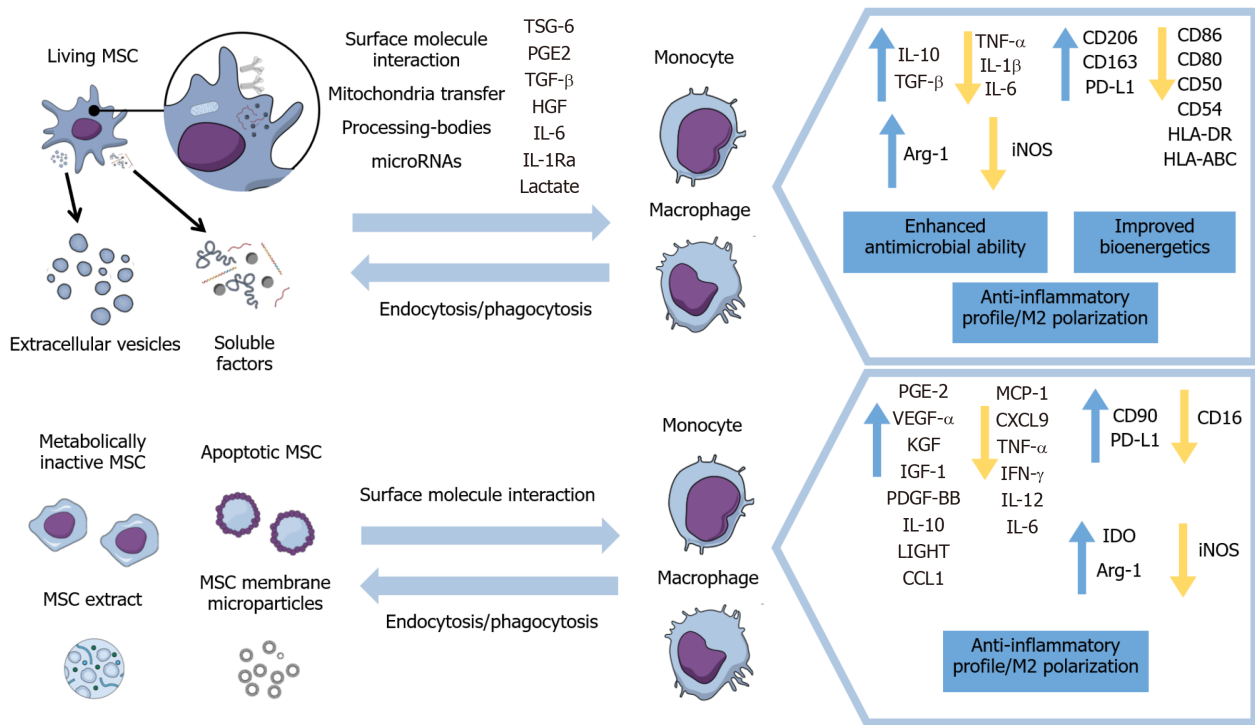 Living MSC
Surface molecule
interaction
Mitochondria transfer
Processing-bodies
microRNAs
TSG-6
PGE2
TGF-β
HGF
IL-6
IL-1Ra
Lactate
Extracellular vesicles
Soluble
factors
Endocytosis/phagocytosis
Monocyte
Macrophage
IL-10
TGF-β
TNF-α
IL-1β
IL-6
CD206
CD163
PD-L1
CD86
CD80
CD50
CD54
HLA-DR
HLA-ABC
Arg-1
iNOS
Enhanced
antimicrobial ability
Improved
bioenergetics
Anti-inflammatory
profile/M2 polarization
Metabolically
inactive MSC
Apoptotic MSC
MSC extract
MSC membrane
microparticles
Surface molecule interaction
Endocytosis/phagocytosis
Monocyte
Macrophage
PGE-2
VEGF-α
KGF
IGF-1
PDGF-BB
IL-10
LIGHT
CCL1
MCP-1
CXCL9
TNF-α
IFN-γ
IL-12
IL-6
CD90
PD-L1
CD16
IDO
Arg-1
iNOS
Anti-inflammatory
profile/M2 polarization